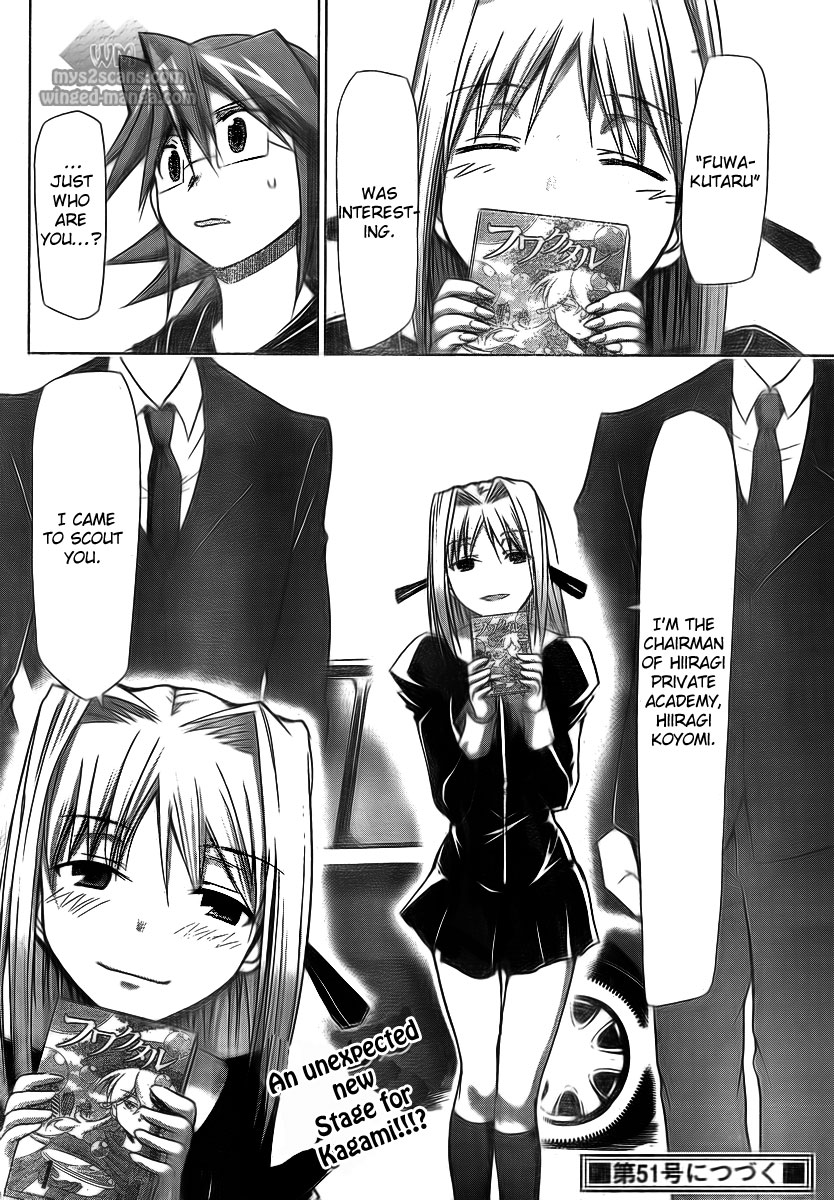 "FUWA-
KUTARU"
WAS
INTEREST-
ING.
フワクタル
WM
mys2scans.com
winged-manga.com
...
JUST
WHO
ARE
YOU...?
I'M THE
CHAIRMAN
OF HIIRAGI
PRIVATE
ACADEMY,
HIIRAGI
KOYOMI.
フワクタル
I CAME
TO SCOUT
YOU.
フワクタル
An unexpected
new
Stage for
Kagami!!!?
第51号につづく